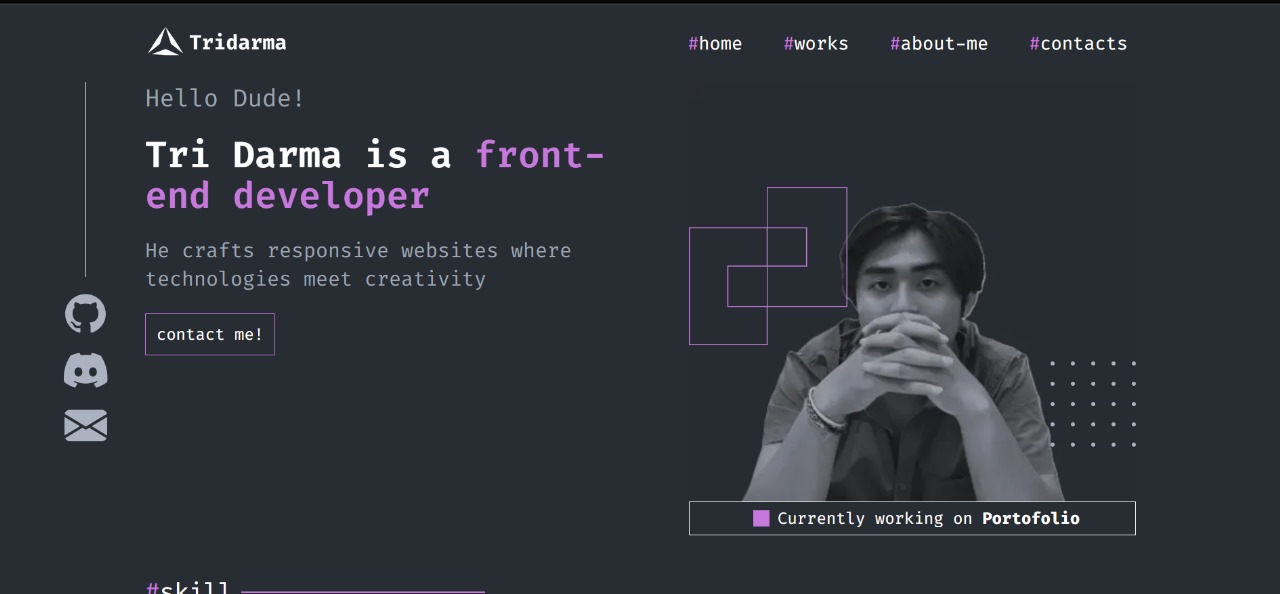 Tridarma
#home #works #about-me #contacts
Hello Dude!
Tri Darma is a front-
end developer
He crafts responsive websites where
technologies meet creativity
contact me!
Currently working on Portofolio
#skill